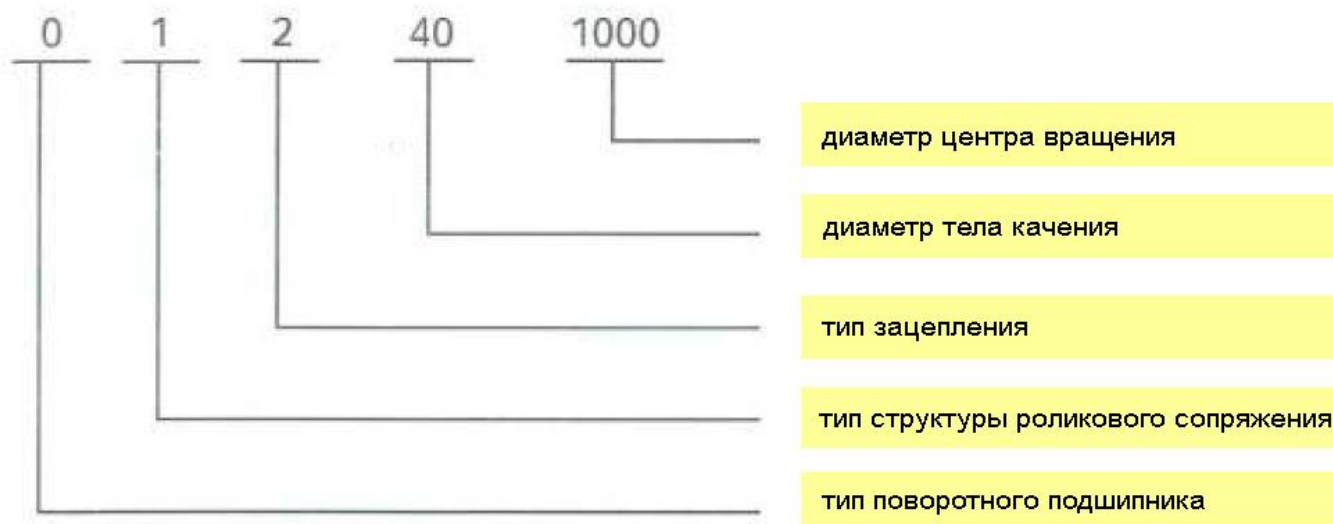 0 1 2 40 1000
диаметр центра вращения
диаметр тела качения
тип зацепления
тип структуры роликового сопряжения
тип поворотного подшипника